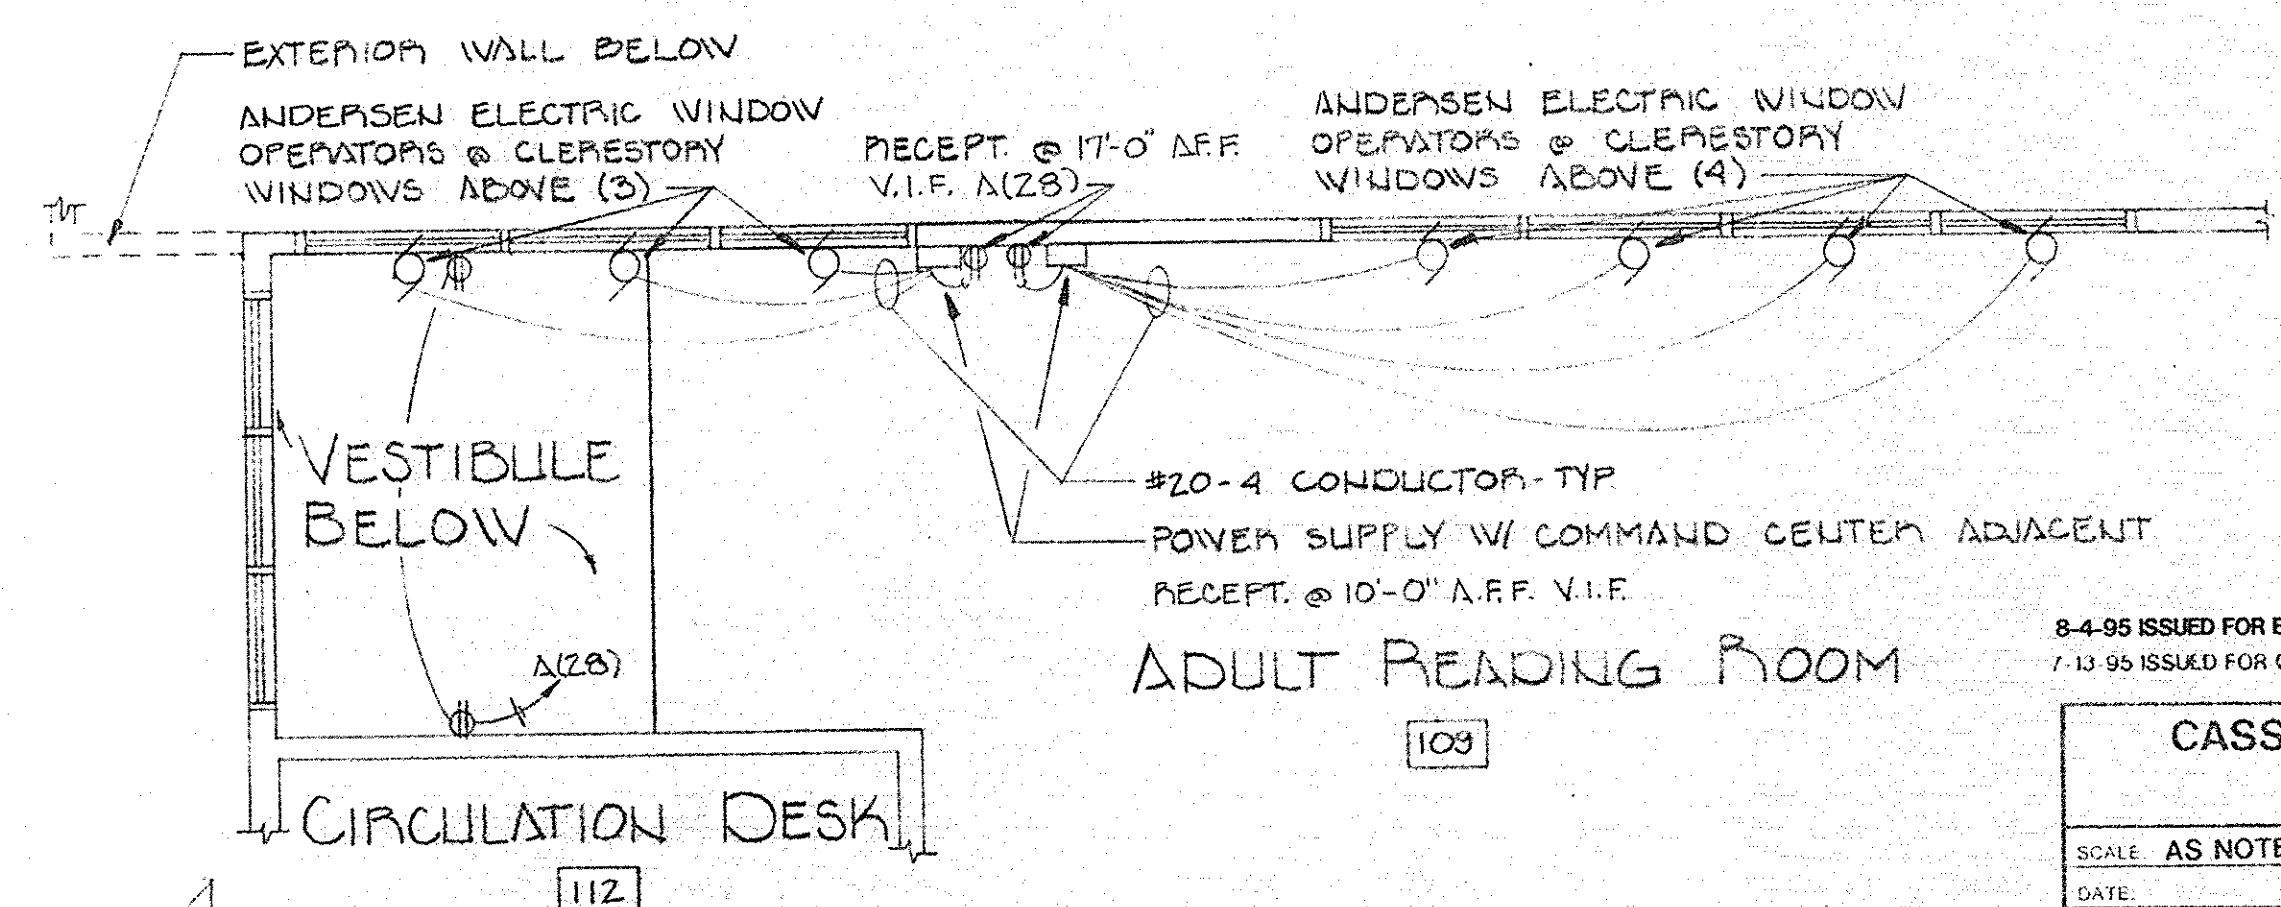 EXTERIOR WALL BELOW
ANDERSEN ELECTRIC WINDOW
OPERATORS @ CLERESTORY
WINDOWS ABOVE (3)
RECEPT. @ 17'-0" A.F.F.
V.I.F. A(28)
ANDERSEN ELECTRIC WINDOW
OPERATORS @ CLERESTORY
WINDOWS ABOVE (4)
VESTIBULE
BELOW
#20-4 CONDUCTOR-TYP.
POWER SUPPLY W/ COMMAND CENTER ADJACENT
RECEPT. @ 10'-0" A.F.F. V.I.F.
A(28)
ADULT READING ROOM
109
8-4-95 ISSUED FOR
7-13-95 ISSUED FOR
CASS
CIRCULATION DESK
112
SCALE: AS NOTE
DATE: